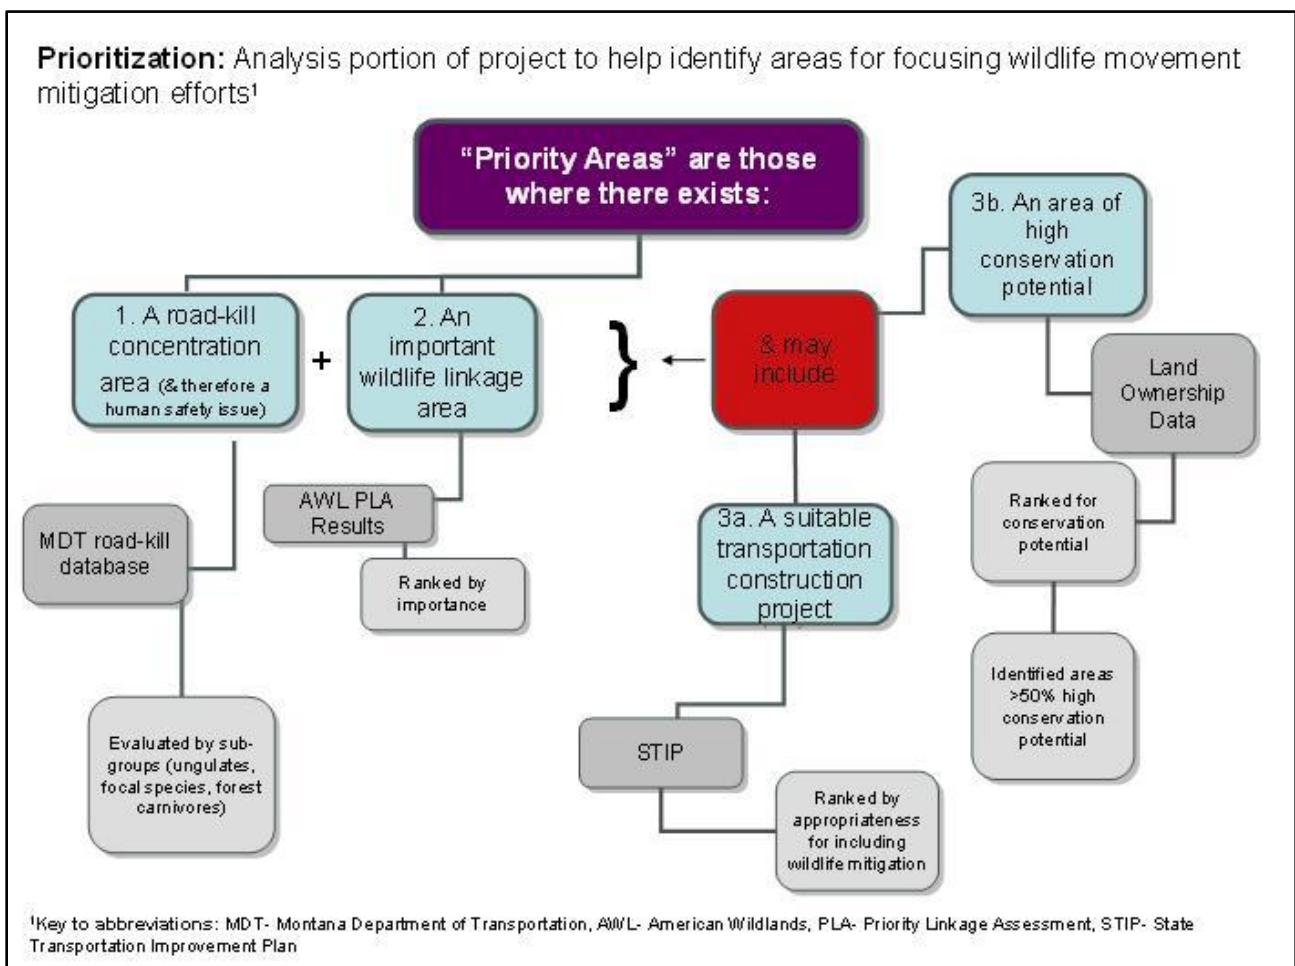 Prioritization: Analysis portion of project to help identify areas for focusing wildlife movement
mitigation efforts¹
“Priority Areas” are those
where there exists:
1. A road-kill
concentration
area (& therefore a
human safety issue)
+
2. An
important
wildlife linkage
area
}
& may
include
3b. An area of
high
conservation
potential
Land
Ownership
Data
Ranked for
conservation
potential
Identified areas
>50% high
conservation
potential
MDT road-kill
database
Evaluated by sub-
groups (ungulates,
focal species, forest
carnivores)
AWL PLA
Results
Ranked by
importance
3a. A suitable
transportation
construction
project
STIP
Ranked by
appropriateness
for including
wildlife mitigation
¹Key to abbreviations: MDT- Montana Department of Transportation, AWL- American Wildlands, PLA- Priority Linkage Assessment, STIP- State
Transportation Improvement Plan